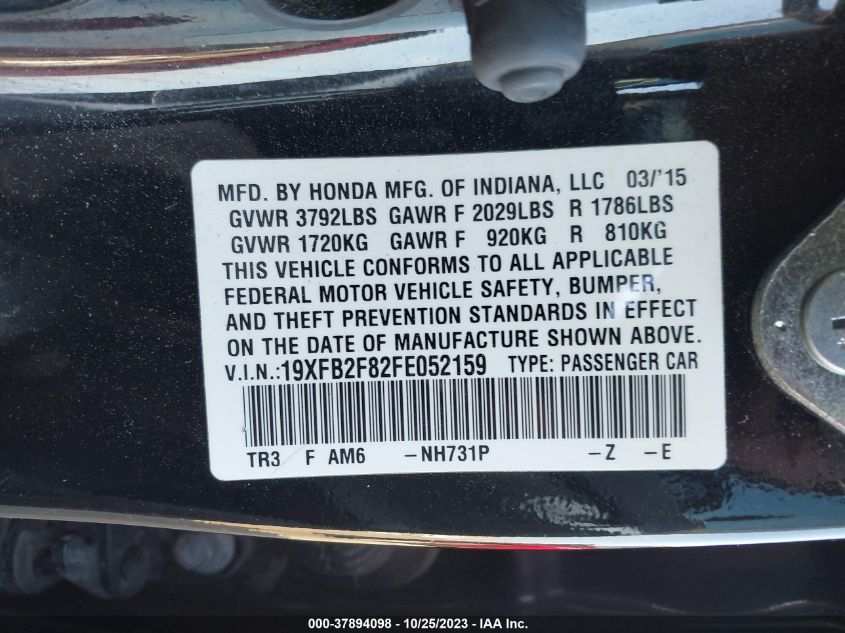 MFD. BY HONDA MFG. OF INDIANA, LLC 03/'15
GVWR 3792LBS GAWR F 2029LBS R 1786LBS
GVWR 1720KG GAWR F 920KG R 810KG
THIS VEHICLE CONFORMS TO ALL APPLICABLE
FEDERAL MOTOR VEHICLE SAFETY, BUMPER,
AND THEFT PREVENTION STANDARDS IN EFFECT
ON THE DATE OF MANUFACTURE SHOWN ABOVE.
V.I.N.:19XFB2F82FE052159 TYPE: PASSENGER CAR
TR3 F AM6 –NH731P –Z –E
000-37894098 - 10/25/2023 - IAA Inc.